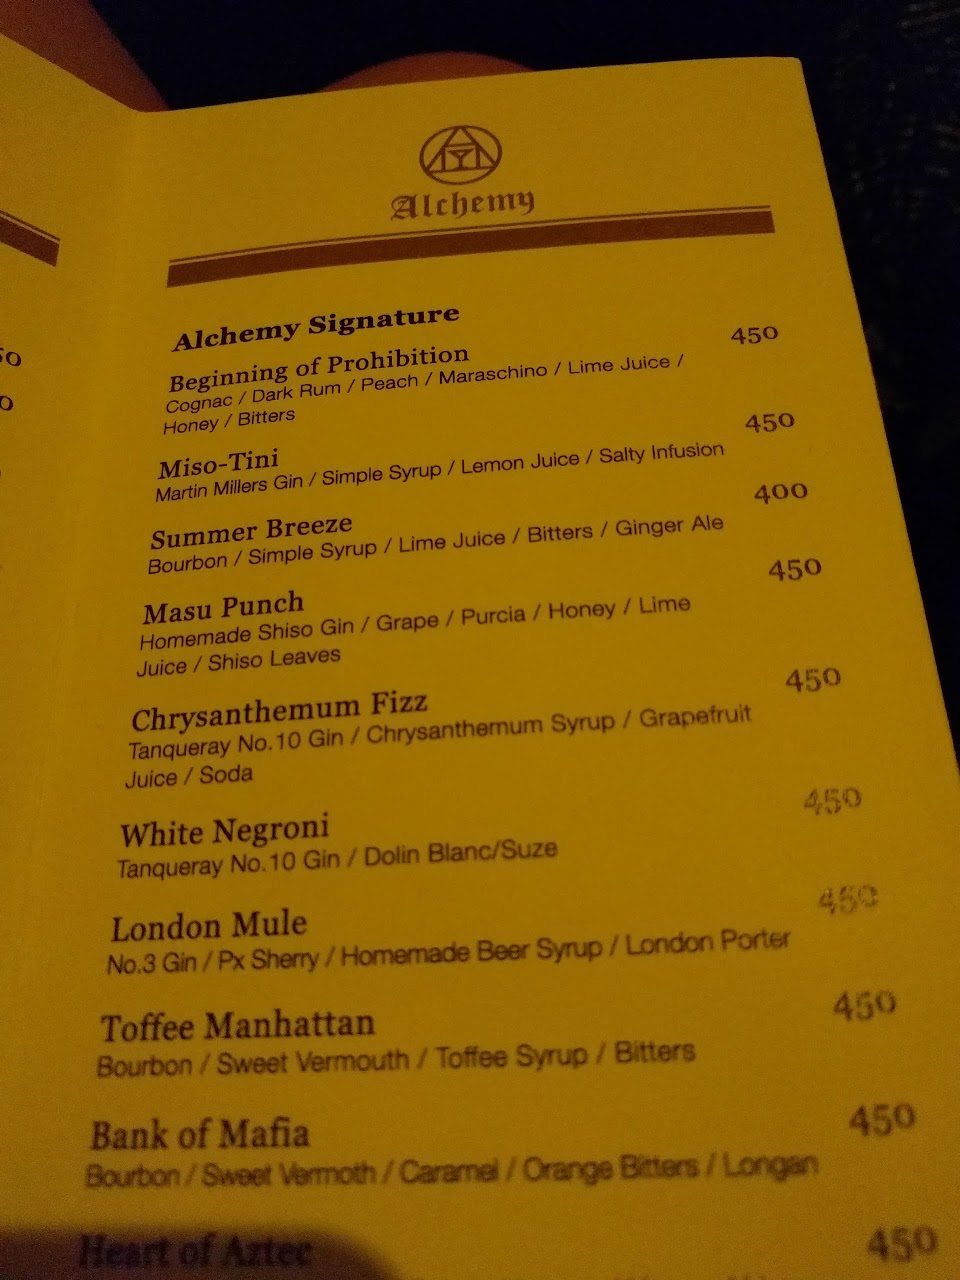 Alchemy
Alchemy Signature
Beginning of Prohibition 450
Cognac / Dark Rum / Peach / Maraschino / Lime Juice /
Honey / Bitters
Miso-Tini 450
Martin Millers Gin / Simple Syrup / Lemon Juice / Salty Infusion
Summer Breeze 400
Bourbon / Simple Syrup / Lime Juice / Bitters / Ginger Ale
Masu Punch 450
Homemade Shiso Gin / Grape / Purcia / Honey / Lime
Juice / Shiso Leaves
Chrysanthemum Fizz 450
Tanqueray No.10 Gin / Chrysanthemum Syrup / Grapefruit
Juice / Soda
White Negroni 450
Tanqueray No.10 Gin / Dolin Blanc/Suze
London Mule 450
No.3 Gin / Px Sherry / Homemade Beer Syrup / London Porter
Toffee Manhattan 450
Bourbon / Sweet Vermouth / Toffee Syrup / Bitters
Bank of Mafia 450
Bourbon / Sweet Vermoth / Caramel / Orange Bitters / Longan
Heart of Aztec 450